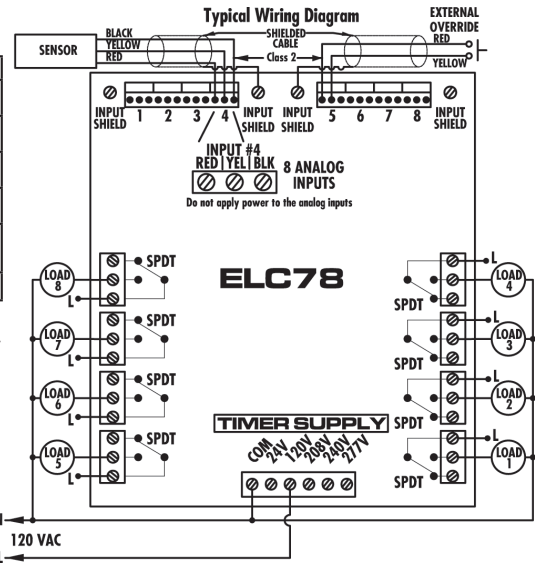 Typical Wiring Diagram
EXTERNAL
OVERRIDE
SENSOR
BLACK
YELLOW
RED
SHIELDED
CABLE
Class 2
RED
YELLOW
INPUT
SHIELD
1 2 3 4
INPUT
SHIELD
INPUT
SHIELD
5 6 7 8
INPUT
SHIELD
INPUT #4
RED | YEL | BLK
8 ANALOG
INPUTS
Do not apply power to the analog inputs
ELC78
SPDT
LOAD
8
L
SPDT
LOAD
7
L
SPDT
LOAD
6
L
SPDT
LOAD
5
L
L
LOAD
4
SPDT
L
LOAD
3
SPDT
L
LOAD
2
SPDT
L
LOAD
1
SPDT
TIMER SUPPLY
COM 24V 120V 208V 240V 277V
120 VAC